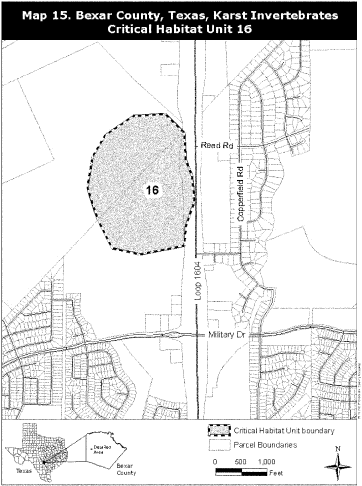 Map 15. Bexar County, Texas, Karst Invertebrates
Critical Habitat Unit 16
Reed Rd
16
Copperfield Rd
Loop 1604
Military Dr
Critical Habitat Unit boundary
Parcel Boundaries
Detailed
Area
Texas
Bexar
County
0 500 1,000
Feet
N